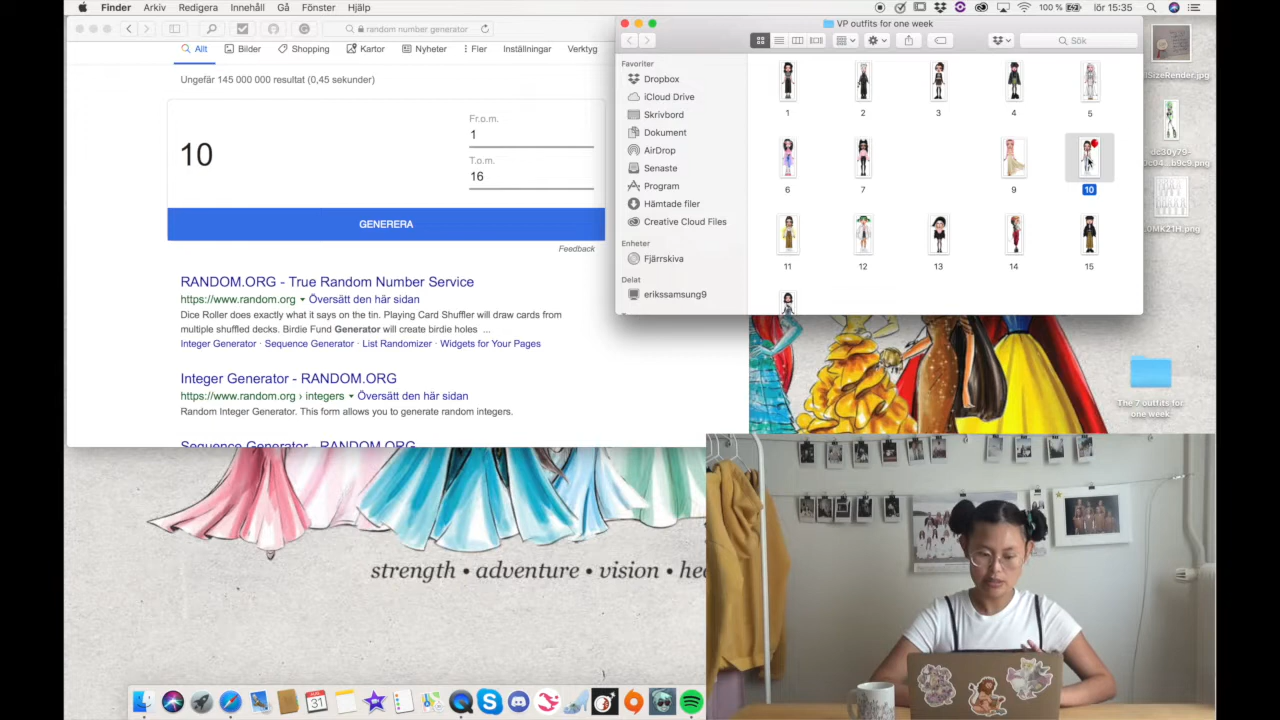 Finder Arkiv Redigera Innehåll Gå Fönster Hjälp
100 % lör 15:35
random number generator
VP outfits for one week
Sök
Allt Bilder Shopping Kartor Nyheter Fler Inställningar Verktyg
Ungefär 145 000 000 resultat (0,45 sekunder)
10
Fr.o.m.
1
T.o.m.
16
GENERERA
Feedback
RANDOM.ORG - True Random Number Service
https://www.random.org Översätt den här sidan
Dice Roller does exactly what it says on the tin. Playing Card Shuffler will draw cards from
multiple shuffled decks. Birdie Fund Generator will create birdie holes ...
Integer Generator · Sequence Generator · List Randomizer · Widgets for Your Pages
Integer Generator - RANDOM.ORG
https://www.random.org › integers Översätt den här sidan
Random Integer Generator. This form allows you to generate random integers.
Sequence Generator - RANDOM.ORG
Favoriter
Dropbox
iCloud Drive
Skrivbord
Dokument
AirDrop
Senaste
Program
Hämtade filer
Creative Cloud Files
Enheter
Fjärrskiva
Delat
erikssamsung9
1 2 3 4 5
6 7 9 10
11 12 13 14 15
SizeRender.jpg
The 7 outfits for
one week
strength • adventure • vision •
31